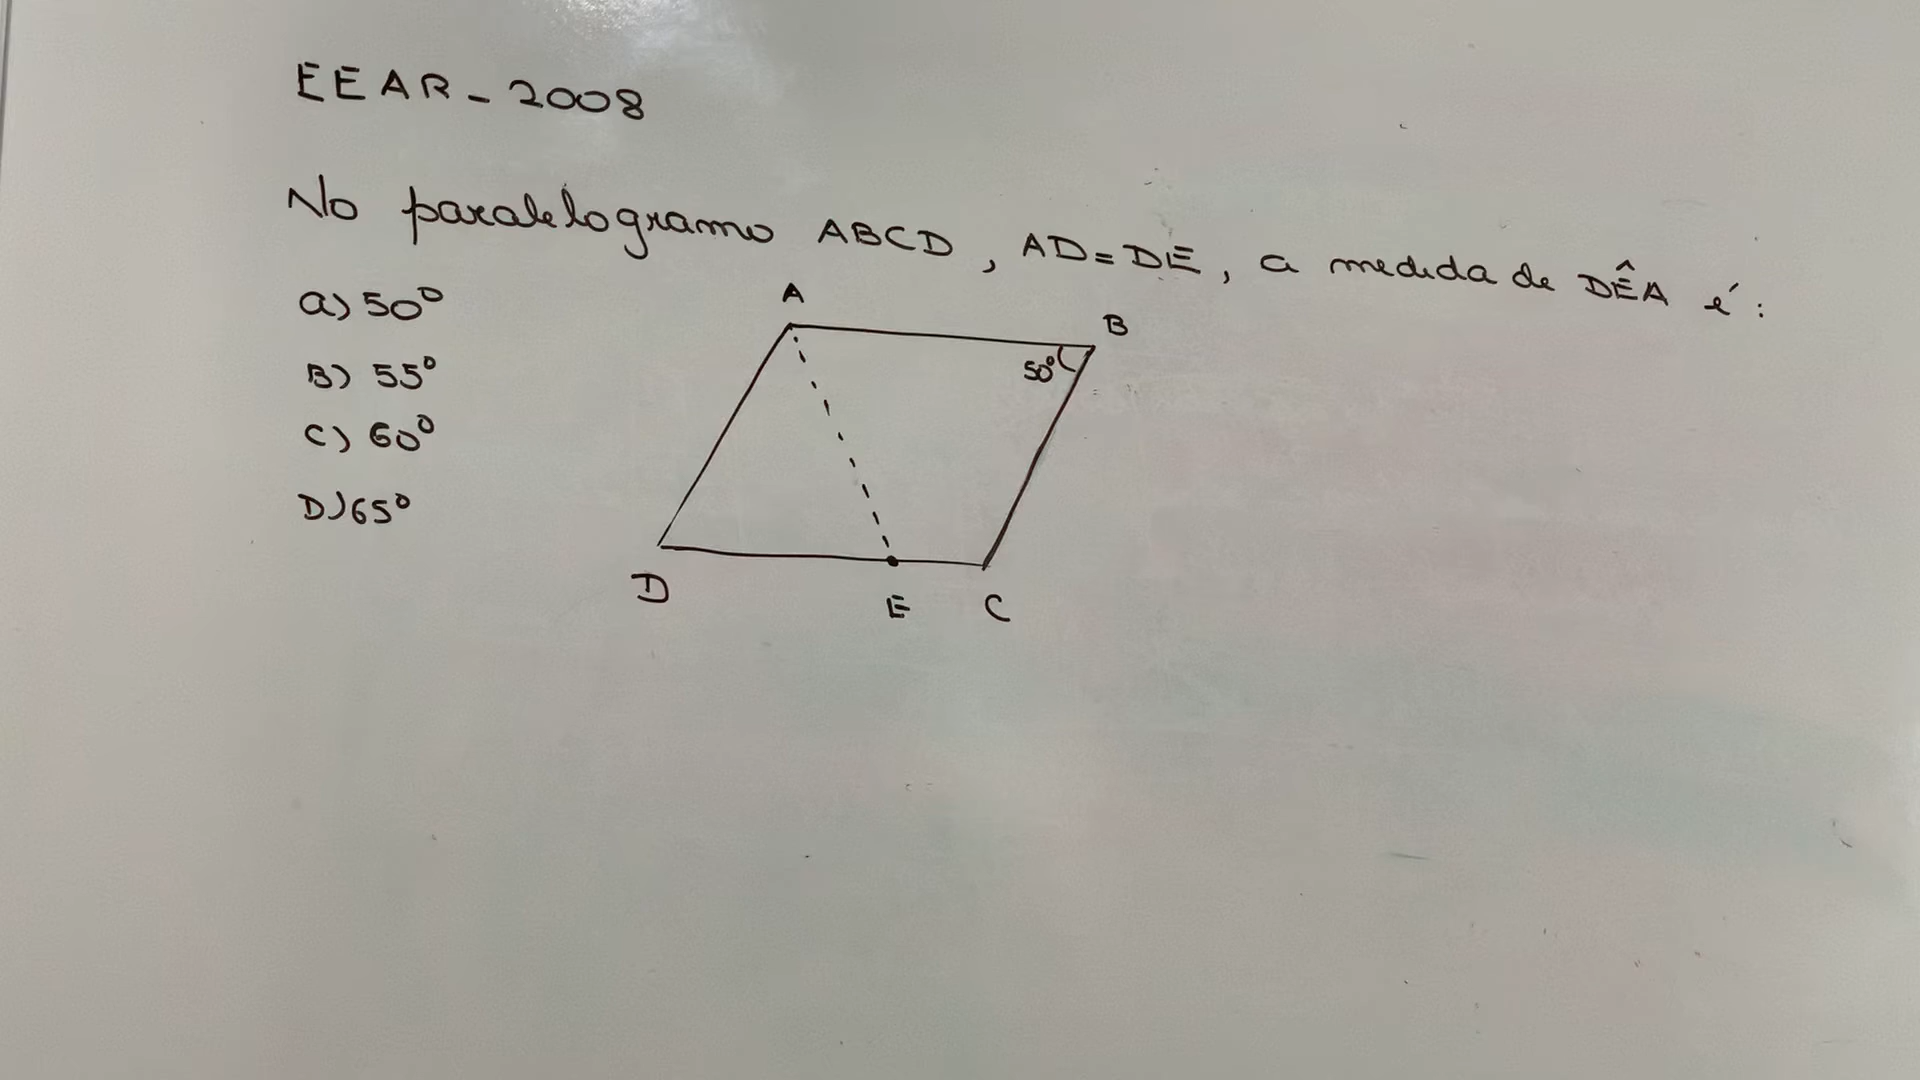 EEAR - 2008
No paralelogramo ABCD, AD=DE, a medida de DÊA é:
a) 50°
B) 55°
C) 60°
D) 65°
A
B
50°
D
E
C